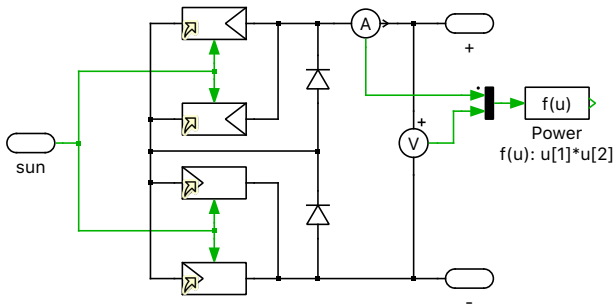 A
+
f(u)
+
V
Power
f(u): u[1]*u[2]
sun
-